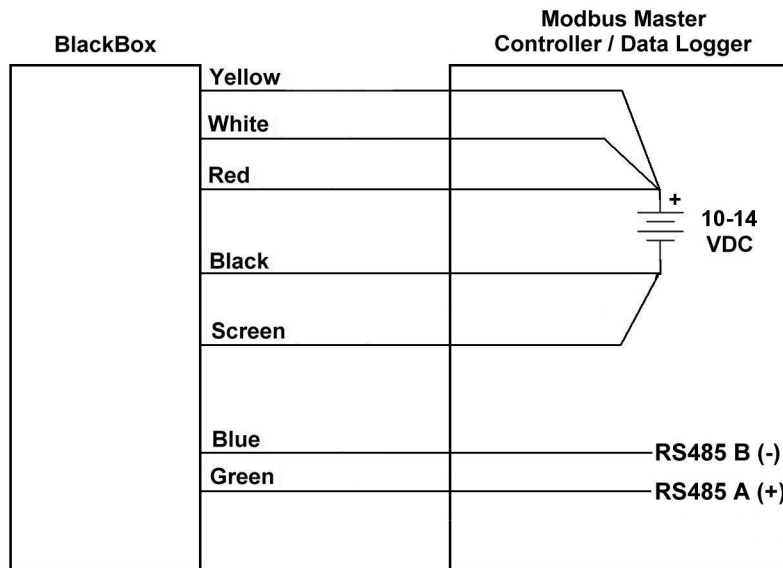 BlackBox
Modbus Master
Controller / Data Logger
Yellow
White
Red
+
10-14
VDC
Black
Screen
Blue
RS485 B (-)
Green
RS485 A (+)